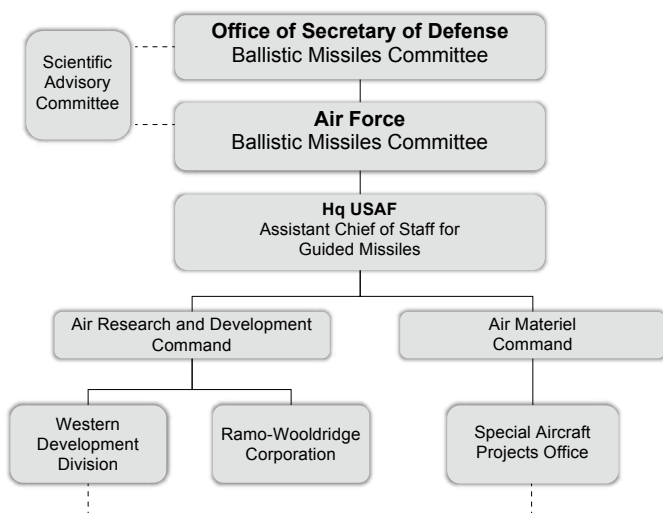 Office of Secretary of Defense
Ballistic Missiles Committee
Scientific
Advisory
Committee
Air Force
Ballistic Missiles Committee
Hq USAF
Assistant Chief of Staff for
Guided Missiles
Air Research and Development
Command
Air Materiel
Command
Western
Development
Division
Ramo-Wooldridge
Corporation
Special Aircraft
Projects Office